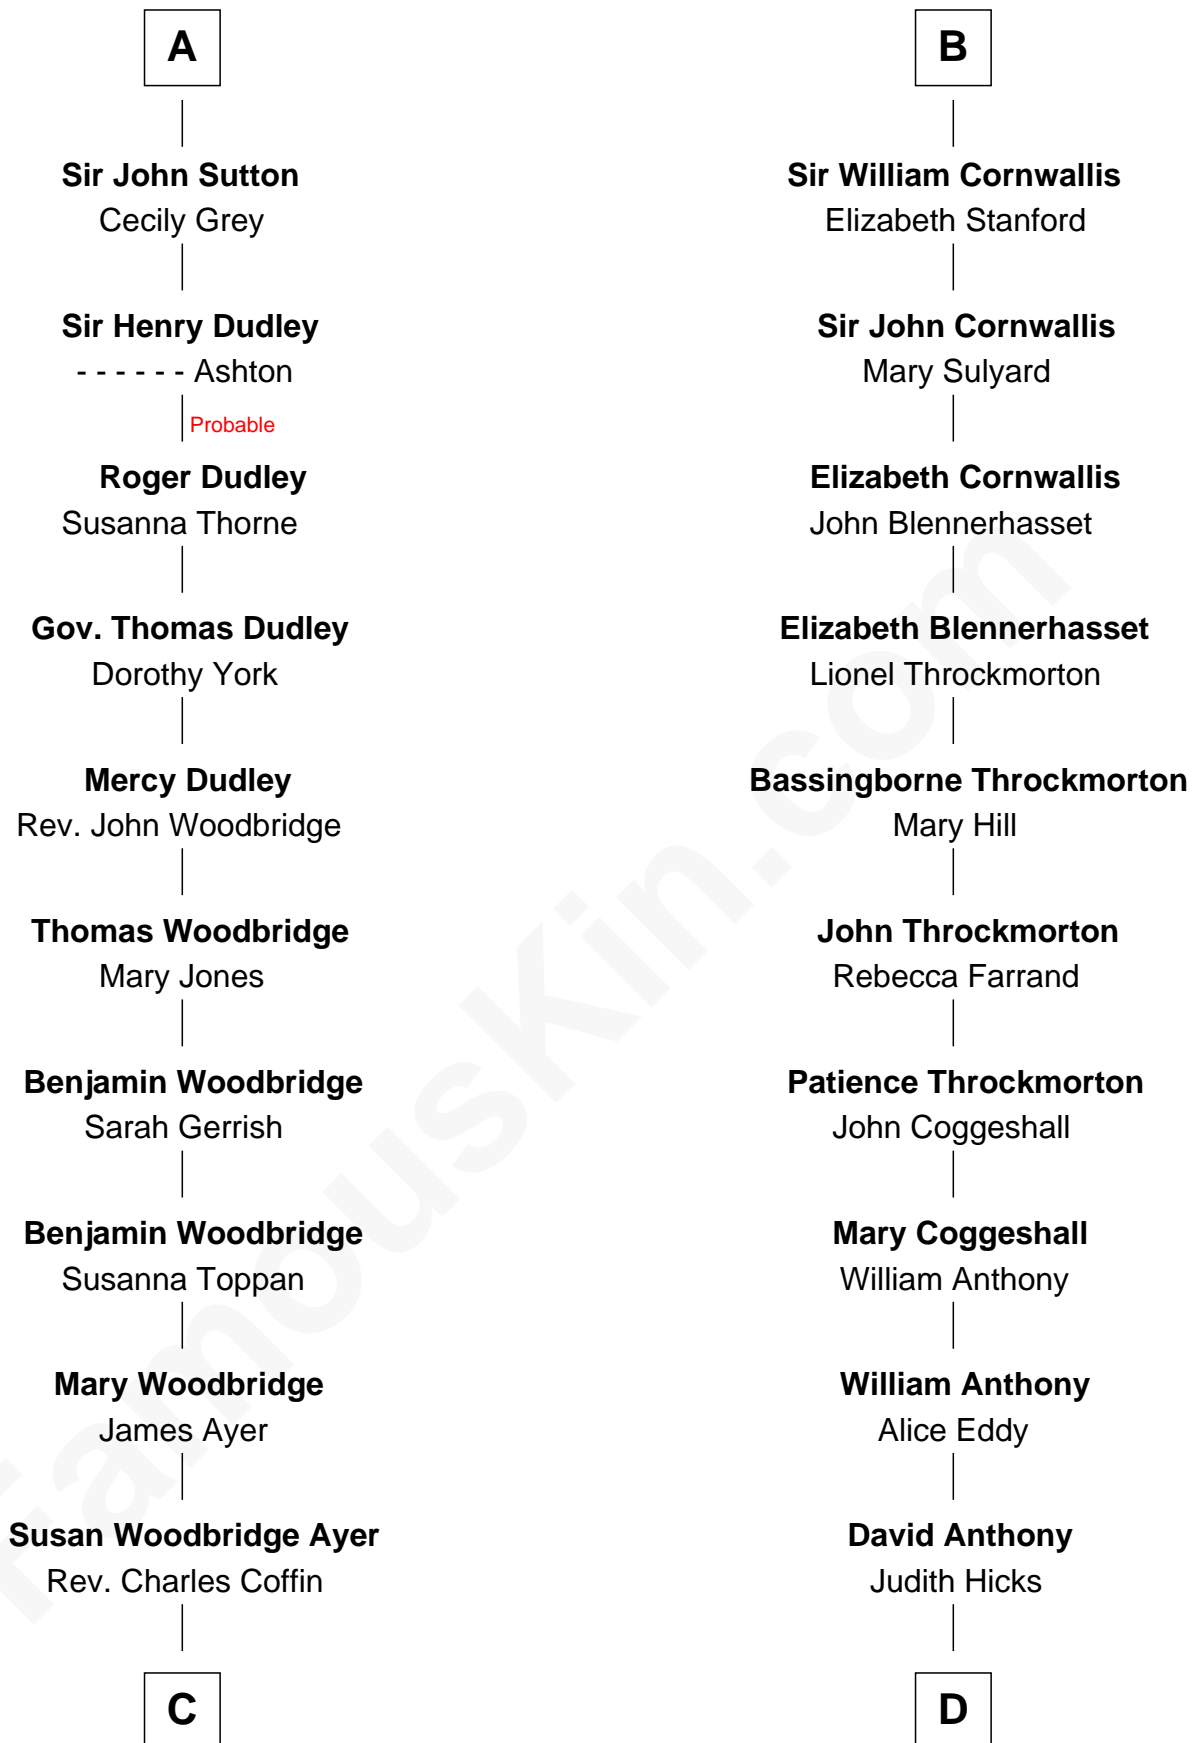 A
Sir John Sutton
Cecily Grey
Sir Henry Dudley
- - - - - - Ashton
Probable
Roger Dudley
Susanna Thorne
Gov. Thomas Dudley
Dorothy York
Mercy Dudley
Rev. John Woodbridge
Thomas Woodbridge
Mary Jones
Benjamin Woodbridge
Sarah Gerrish
Benjamin Woodbridge
Susanna Toppan
Mary Woodbridge
James Ayer
Susan Woodbridge Ayer
Rev. Charles Coffin
C
B
Sir William Cornwallis
Elizabeth Stanford
Sir John Cornwallis
Mary Sulyard
Elizabeth Cornwallis
John Blennerhasset
Elizabeth Blennerhasset
Lionel Throckmorton
Bassingborne Throckmorton
Mary Hill
John Throckmorton
Rebecca Farrand
Patience Throckmorton
John Coggeshall
Mary Coggeshall
William Anthony
William Anthony
Alice Eddy
David Anthony
Judith Hicks
D
FamousKin.com